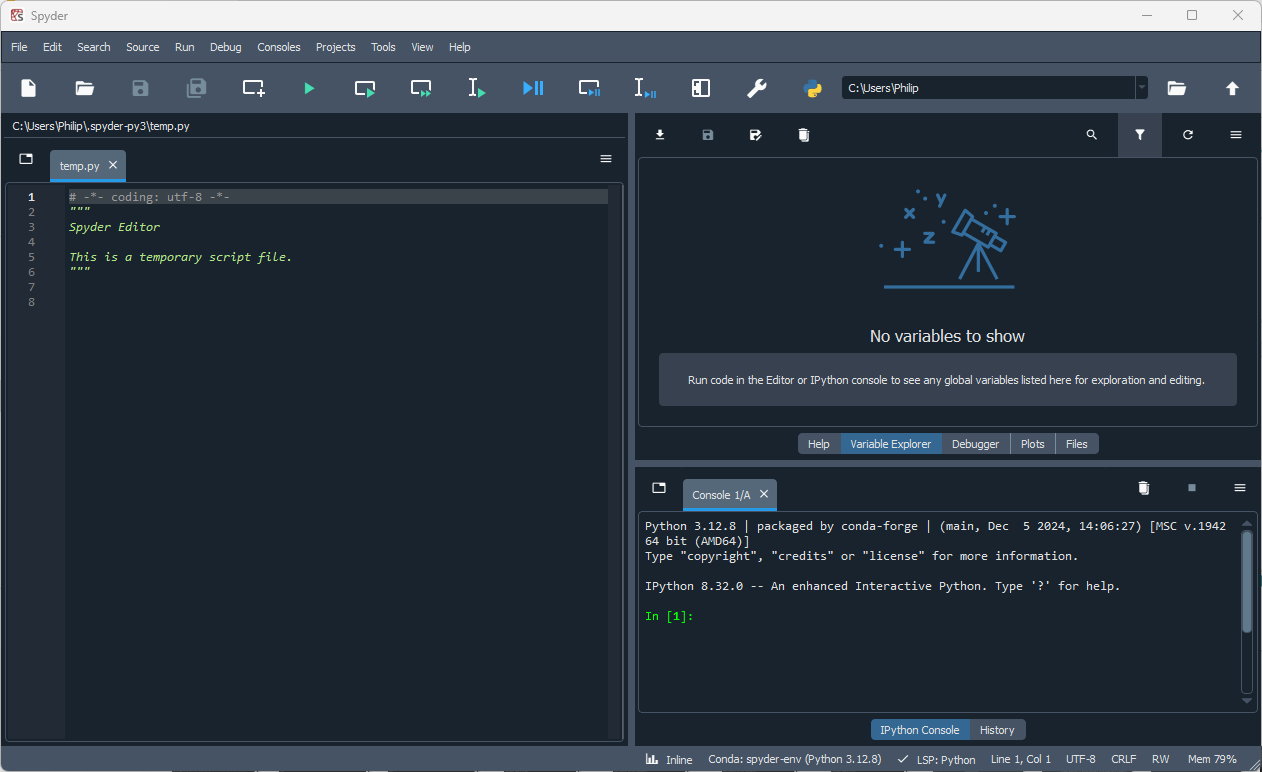 Spyder
File Edit Search Source Run Debug Consoles Projects Tools View Help
C:\Users\Philip
C:\Users\Philip\.spyder-py3\temp.py
temp.py
1 # -*- coding: utf-8 -*-
2 """
3 Spyder Editor
4
5 This is a temporary script file.
6 """
7
8
x y z
No variables to show
Run code in the Editor or IPython console to see any global variables listed here for exploration and editing.
Help Variable Explorer Debugger Plots Files
Console 1/A
Python 3.12.8 | packaged by conda-forge | (main, Dec  5 2024, 14:06:27) [MSC v.1942
64 bit (AMD64)]
Type "copyright", "credits" or "license" for more information.
IPython 8.32.0 -- An enhanced Interactive Python. Type '?' for help.
In [1]:
IPython Console History
Inline Conda: spyder-env (Python 3.12.8) LSP: Python Line 1, Col 1 UTF-8 CRLF RW Mem 79%